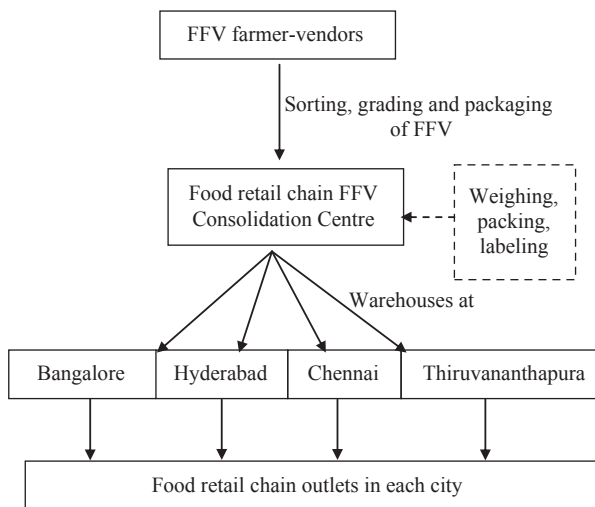 FFV farmer-vendors
Sorting, grading and packaging
of FFV
Food retail chain FFV
Consolidation Centre
Weighing,
packing,
labeling
Warehouses at
Bangalore
Hyderabad
Chennai
Thiruvananthapura
Food retail chain outlets in each city